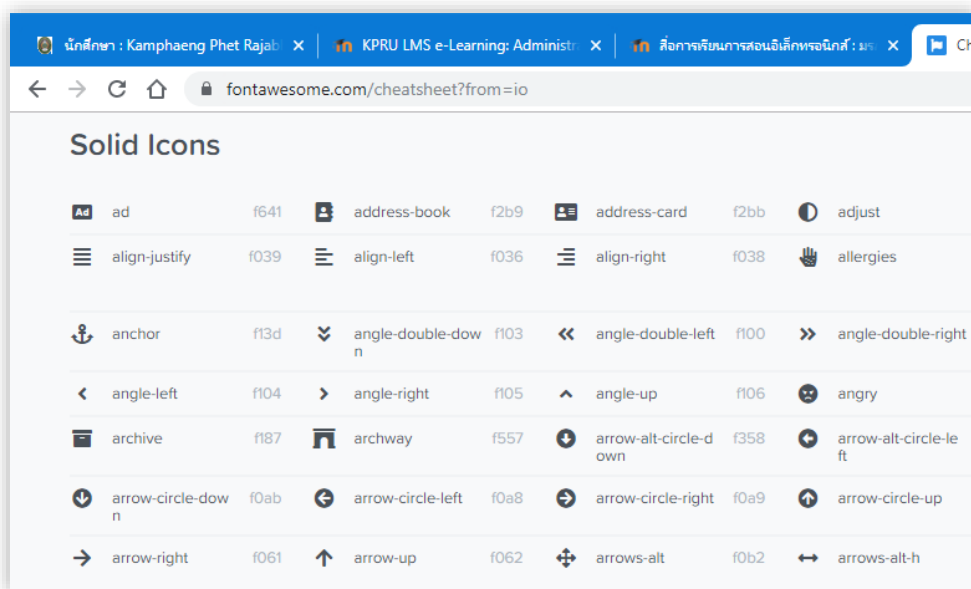 นักศึกษา : Kamphaeng Phet Rajab
KPRU LMS e-Learning: Administr
สื่อการเรียนการสอนอิเล็กทรอนิกส์ : มรภ
Ch
fontawesome.com/cheatsheet?from=io
Solid Icons
Ad ad f641 address-book f2b9 address-card f2bb adjust
align-justify f039 align-left f036 align-right f038 allergies
anchor f13d angle-double-dow f103 angle-double-left f100 angle-double-right
n
angle-left f104 angle-right f105 angle-up f106 angry
archive f187 archway f557 arrow-alt-circle-d f358 arrow-alt-circle-le
own ft
arrow-circle-dow f0ab arrow-circle-left f0a8 arrow-circle-right f0a9 arrow-circle-up
n
arrow-right f061 arrow-up f062 arrows-alt f0b2 arrows-alt-h